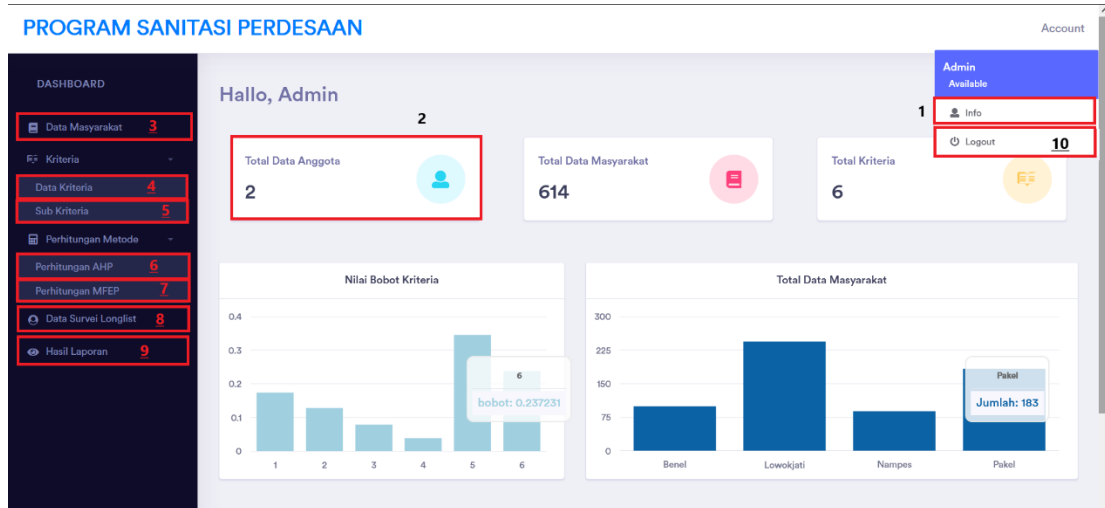 PROGRAM SANITASI PERDESAAN
Account
DASHBOARD
Data Masyarakat 3
Kriteria
Data Kriteria 4
Sub Kriteria 5
Perhitungan Metode
Perhitungan AHP 6
Perhitungan MFEP 7
Data Survei Longlist 8
Hasil Laporan 9
Hallo, Admin
Admin
Available
1 Info
Logout 10
2
Total Data Anggota
2
Total Data Masyarakat
614
Total Kriteria
6
Nilai Bobot Kriteria
0.4
0.3
0.2
0.1
0
1 2 3 4 5 6
6
bobot: 0.237231
Total Data Masyarakat
300
225
150
75
0
Benel Lowokjati Nampes Pakel
Pakel
Jumlah: 183